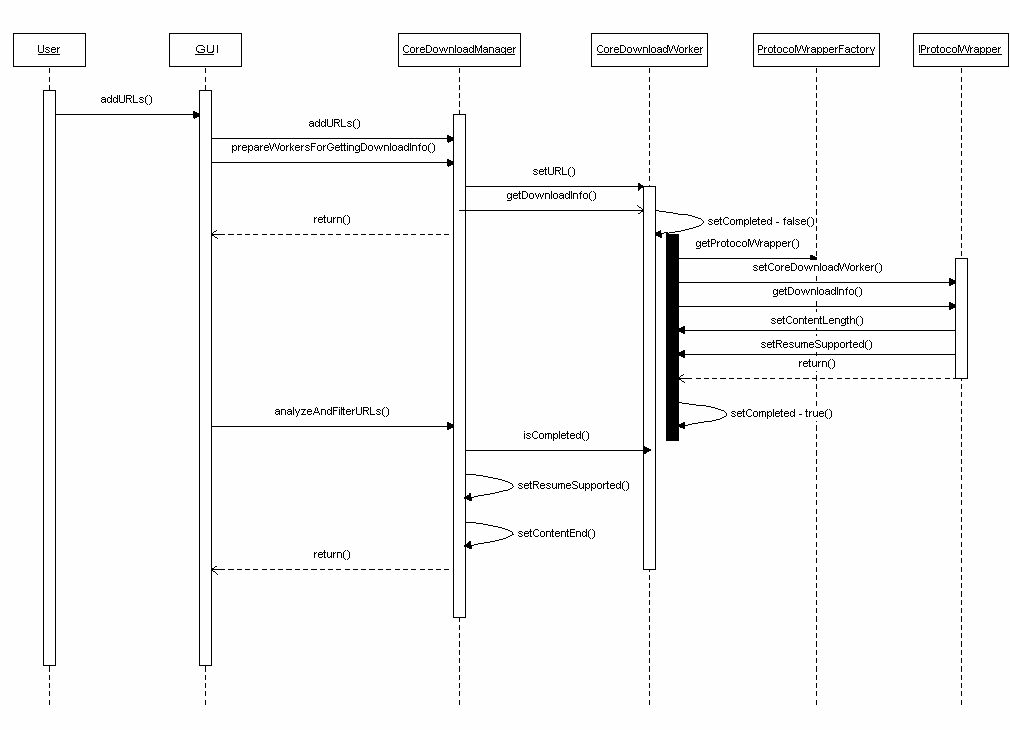 User
GUI
CoreDownloadManager
CoreDownloadWorker
ProtocolWrapperFactory
IProtocolWrapper
addURLs()
addURLs()
prepareWorkersForGettingDownloadInfo()
setURL()
getDownloadInfo()
return()
setCompleted - false()
getProtocolWrapper()
setCoreDownloadWorker()
getDownloadInfo()
setContentLength()
setResumeSupported()
return()
analyzeAndFilterURLs()
setCompleted - true()
isCompleted()
setResumeSupported()
setContentEnd()
return()